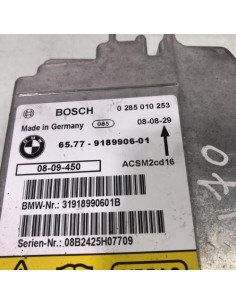 BOSCH 0 285 010 253
Made in Germany 065 08-08-29
65.77 - 9189906-01
08-09-450 ACSM2cd16
BMW-Nr.: 31918990601B
Serien-Nr.: 08B2425H07709